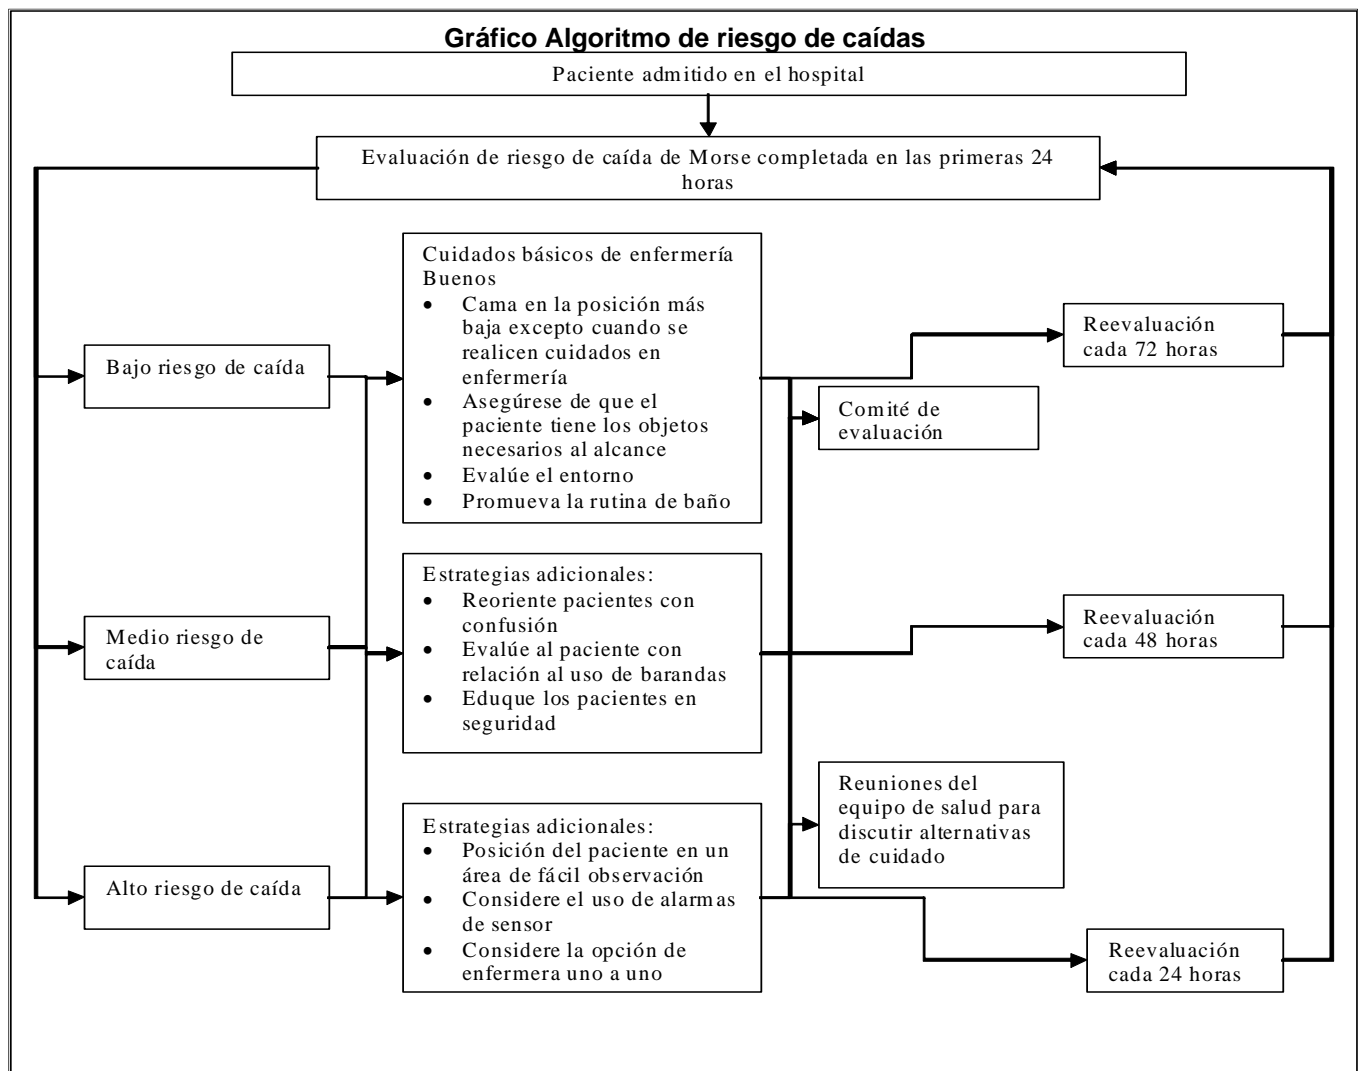 Gráfico Algoritmo de riesgo de caídas
Paciente admitido en el hospital
Evaluación de riesgo de caída de Morse completada en las primeras 24
horas
Bajo riesgo de caída
Cuidados básicos de enfermería
Buenos
• Cama en la posición más
baja excepto cuando se
realicen cuidados en
enfermería
• Asegúrese de que el
paciente tiene los objetos
necesarios al alcance
• Evalúe el entorno
• Promueva la rutina de baño
Reevaluación
cada 72 horas
Comité de
evaluación
Medio riesgo de
caída
Estrategias adicionales:
• Reoriente pacientes con
confusión
• Evalúe al paciente con
relación al uso de barandas
• Eduque los pacientes en
seguridad
Reevaluación
cada 48 horas
Reuniones del
equipo de salud para
discutir alternativas
de cuidado
Alto riesgo de caída
Estrategias adicionales:
• Posición del paciente en un
área de fácil observación
• Considere el uso de alarmas
de sensor
• Considere la opción de
enfermera uno a uno
Reevaluación
cada 24 horas